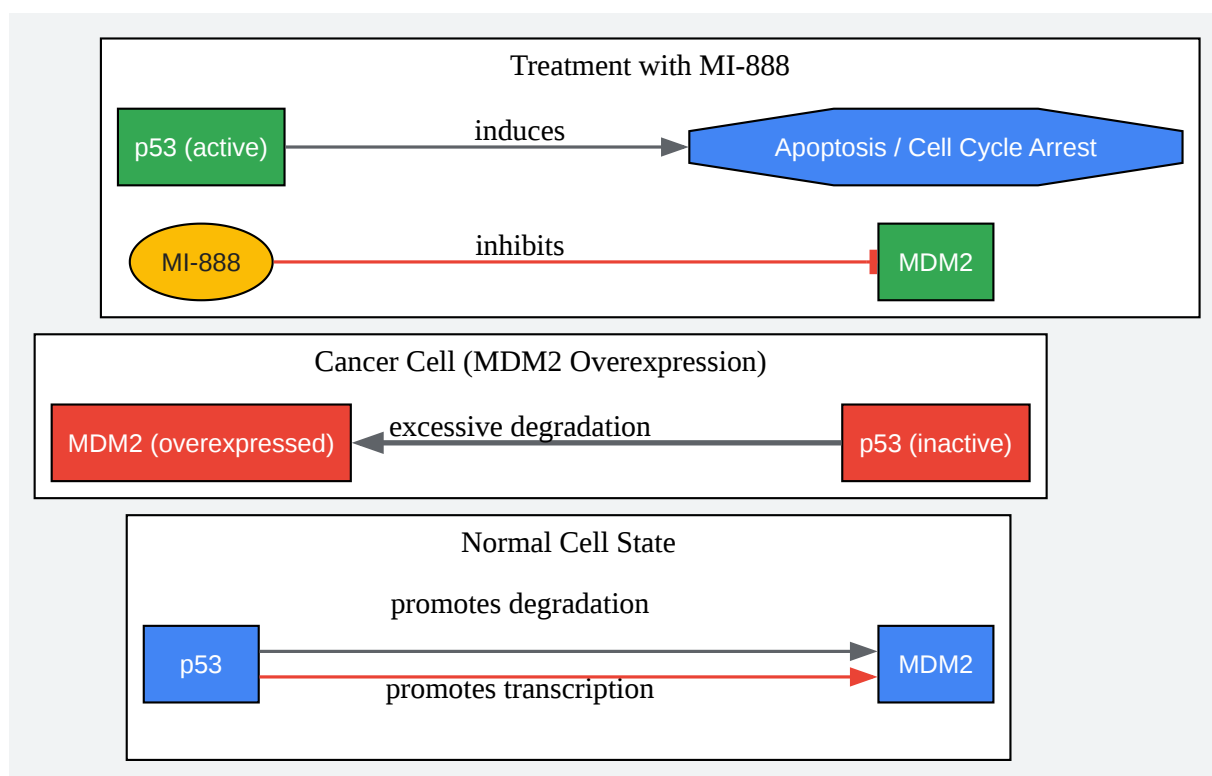 Treatment with MI-888
p53 (active)
induces
Apoptosis / Cell Cycle Arrest
MI-888
inhibits
MDM2
Cancer Cell (MDM2 Overexpression)
MDM2 (overexpressed)
excessive degradation
p53 (inactive)
Normal Cell State
promotes degradation
p53
MDM2
promotes transcription